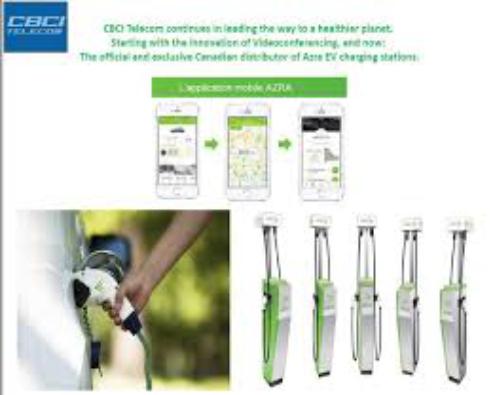 CBCI
TELECOM
CBCI Telecom continues in leading the way to a healthier planet.
Starting with the innovation of Videoconferencing, and now:
The official and exclusive Canadian distributor of Azra EV charging stations.
L'application mobile AZRA